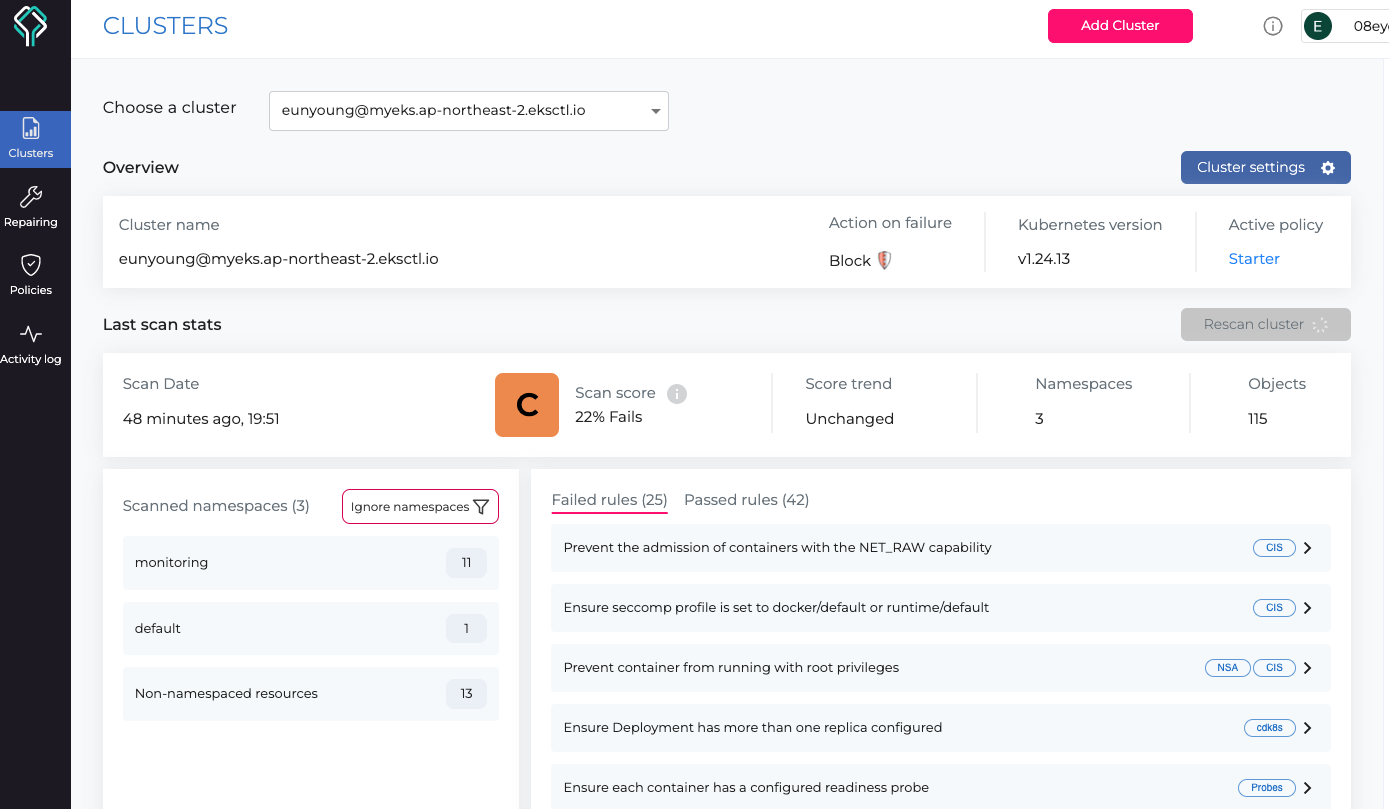 CLUSTERS
Add Cluster
E
08eye
Choose a cluster
eunyoung@myeks.ap-northeast-2.eksctl.io
Clusters
Repairing
Policies
Activity log
Overview
Cluster settings
Cluster name
Action on failure
Kubernetes version
Active policy
eunyoung@myeks.ap-northeast-2.eksctl.io
Block
v1.24.13
Starter
Last scan stats
Rescan cluster
Scan Date
48 minutes ago, 19:51
C
Scan score
22% Fails
Score trend
Unchanged
Namespaces
3
Objects
115
Scanned namespaces (3)
Ignore namespaces
monitoring
11
default
1
Non-namespaced resources
13
Failed rules (25)
Passed rules (42)
Prevent the admission of containers with the NET_RAW capability
CIS
Ensure seccomp profile is set to docker/default or runtime/default
CIS
Prevent container from running with root privileges
NSA
CIS
Ensure Deployment has more than one replica configured
cdk8s
Ensure each container has a configured readiness probe
Probes